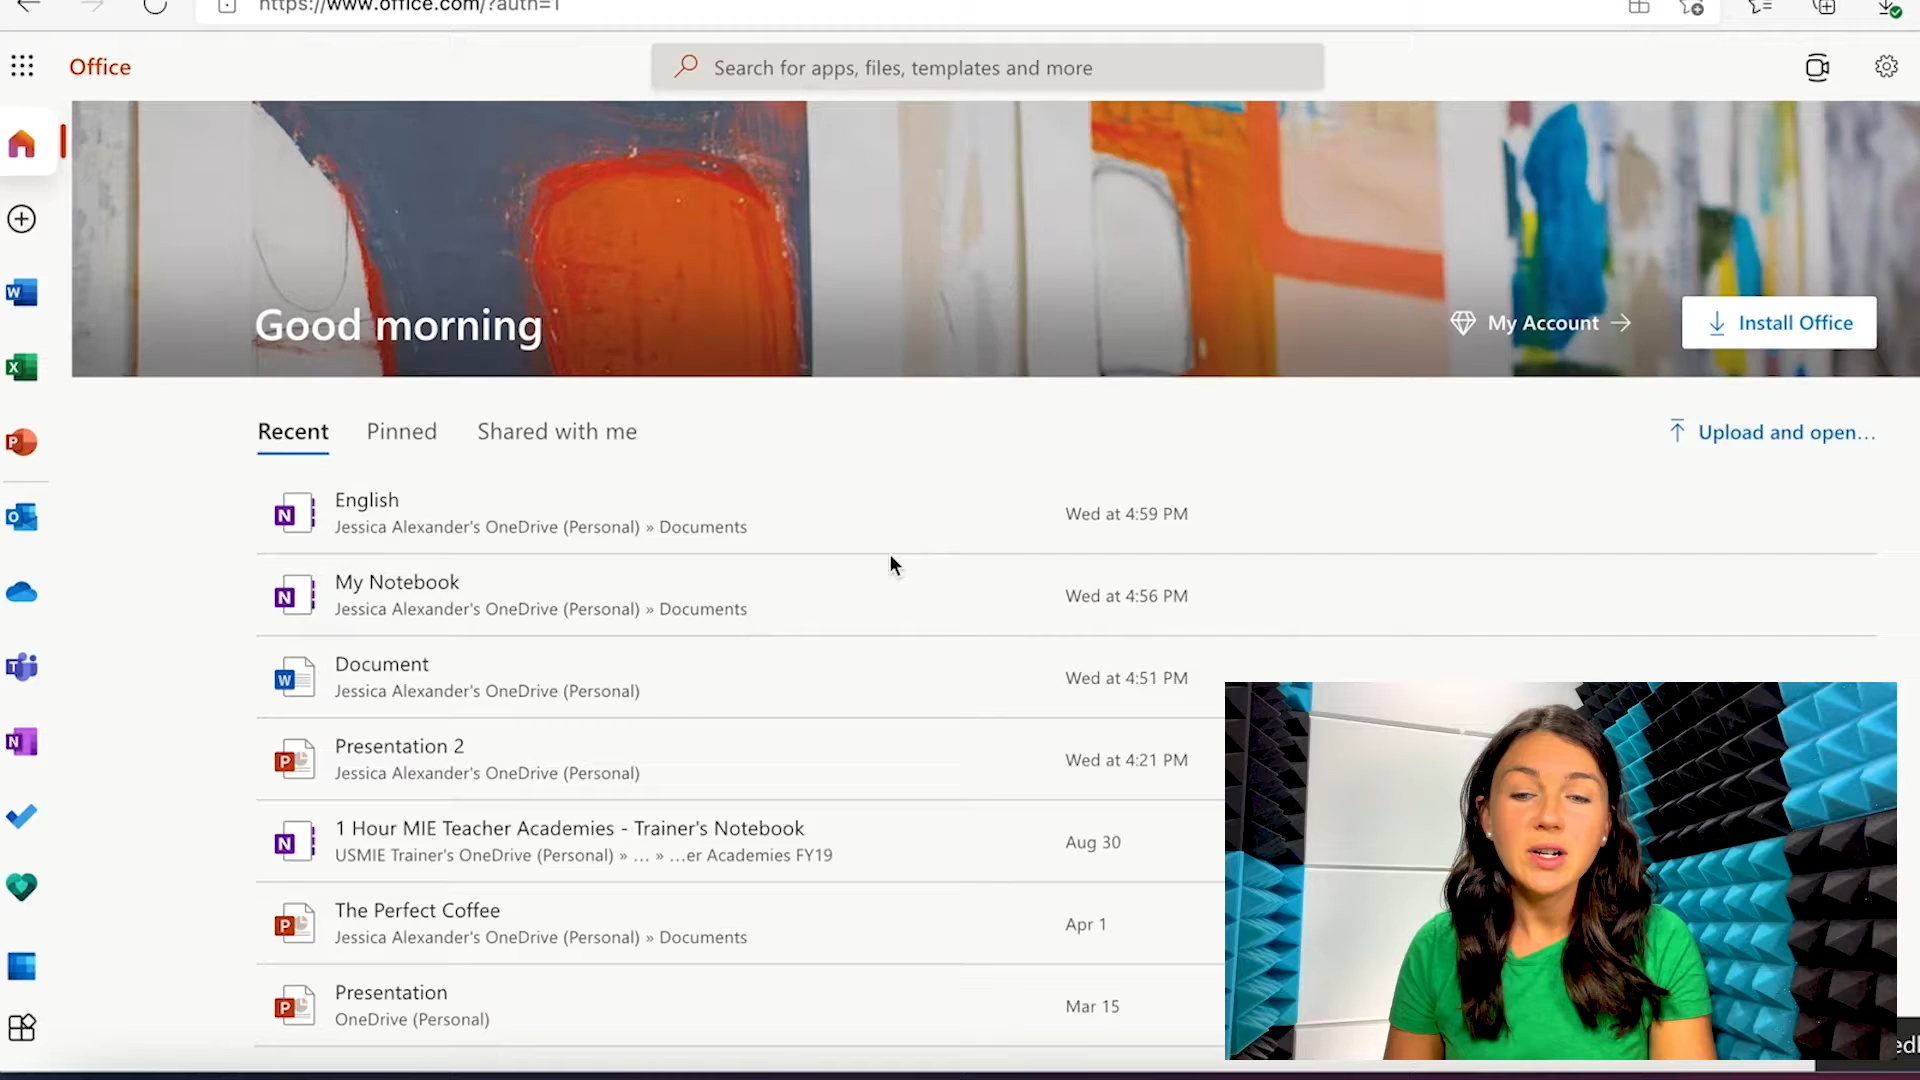 https://www.office.com/?auth=1
Office
Search for apps, files, templates and more
Good morning
My Account
Install Office
Recent
Pinned
Shared with me
Upload and open...
English
Jessica Alexander's OneDrive (Personal) » Documents
Wed at 4:59 PM
My Notebook
Jessica Alexander's OneDrive (Personal) » Documents
Wed at 4:56 PM
Document
Jessica Alexander's OneDrive (Personal)
Wed at 4:51 PM
Presentation 2
Jessica Alexander's OneDrive (Personal)
Wed at 4:21 PM
1 Hour MIE Teacher Academies - Trainer's Notebook
USMIE Trainer's OneDrive (Personal) » ... » ...er Academies FY19
Aug 30
The Perfect Coffee
Jessica Alexander's OneDrive (Personal) » Documents
Apr 1
Presentation
OneDrive (Personal)
Mar 15